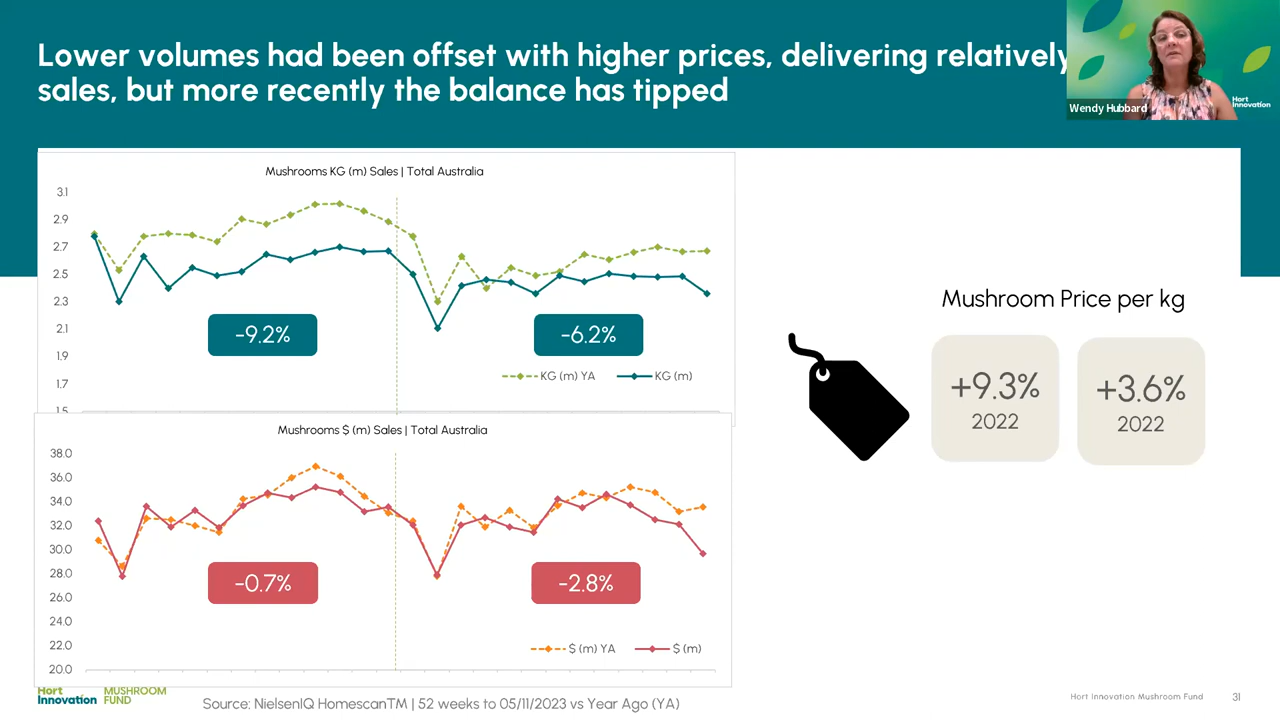 Lower volumes had been offset with higher prices, delivering relatively
sales, but more recently the balance has tipped
Wendy Hubbard
Hort
Innovation
Mushrooms KG (m) Sales | Total Australia
3.1
2.9
2.7
2.5
2.3
2.1
1.9
1.7
1.5
-9.2%
-6.2%
KG (m) YA
KG (m)
Mushrooms $ (m) Sales | Total Australia
38.0
36.0
34.0
32.0
30.0
28.0
26.0
24.0
22.0
20.0
-0.7%
-2.8%
$ (m) YA
$ (m)
Mushroom Price per kg
+9.3%
2022
+3.6%
2022
Hort
Innovation
MUSHROOM
FUND
Source: NielsenIQ HomescanTM | 52 weeks to 05/11/2023 vs Year Ago (YA)
Hort Innovation Mushroom Fund
31